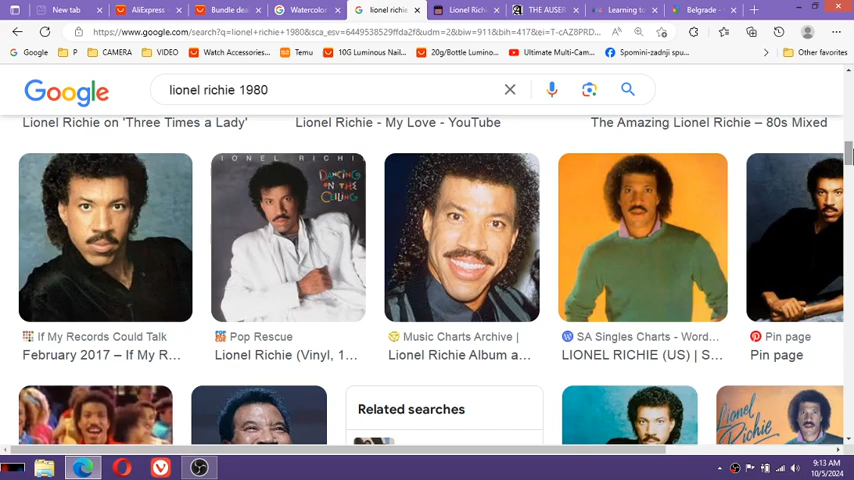 New tab
AliExpress
Bundle dea
Watercolor
lionel richie
Lionel Rich
THE AUSER
Learning to
Belgrade -
https://www.google.com/search?q=lionel+richie+1980&sca_esv=6449538529ffda2f&udm=2&biw=911&bih=417&ei=T-cAZ8PRD...
Google
P
CAMERA
VIDEO
Watch Accessories...
Temu
10G Luminous Nail...
20g/Bottle Lumino...
Ultimate Multi-Cam...
Spomini-zadnji spu...
Other favorites
Google
lionel richie 1980
Lionel Richie on 'Three Times a Lady'
Lionel Richie - My Love - YouTube
The Amazing Lionel Richie – 80s Mixed
IONEL RICHI
DANCING
ON THE
CEILING
If My Records Could Talk
February 2017 – If My R...
Pop Rescue
Lionel Richie (Vinyl, 1...
Music Charts Archive |
Lionel Richie Album a...
SA Singles Charts - Word...
LIONEL RICHIE (US) | S...
Pin page
Pin page
Related searches
Lionel
Richie
9:13 AM
10/5/2024